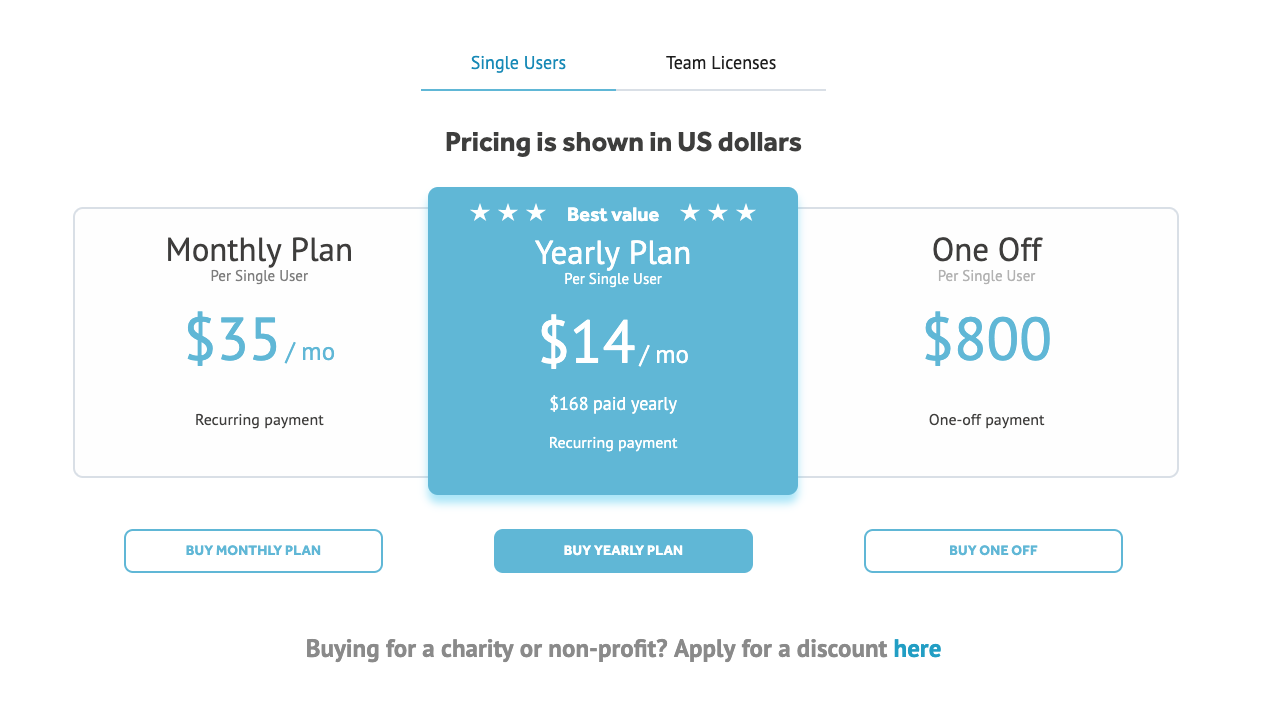 Single Users
Team Licenses
Pricing is shown in US dollars
Monthly Plan
Per Single User
$35 / mo
Recurring payment
★ ★ ★ Best value ★ ★ ★
Yearly Plan
Per Single User
$14 / mo
$168 paid yearly
Recurring payment
One Off
Per Single User
$800
One-off payment
BUY MONTHLY PLAN
BUY YEARLY PLAN
BUY ONE OFF
Buying for a charity or non-profit? Apply for a discount here